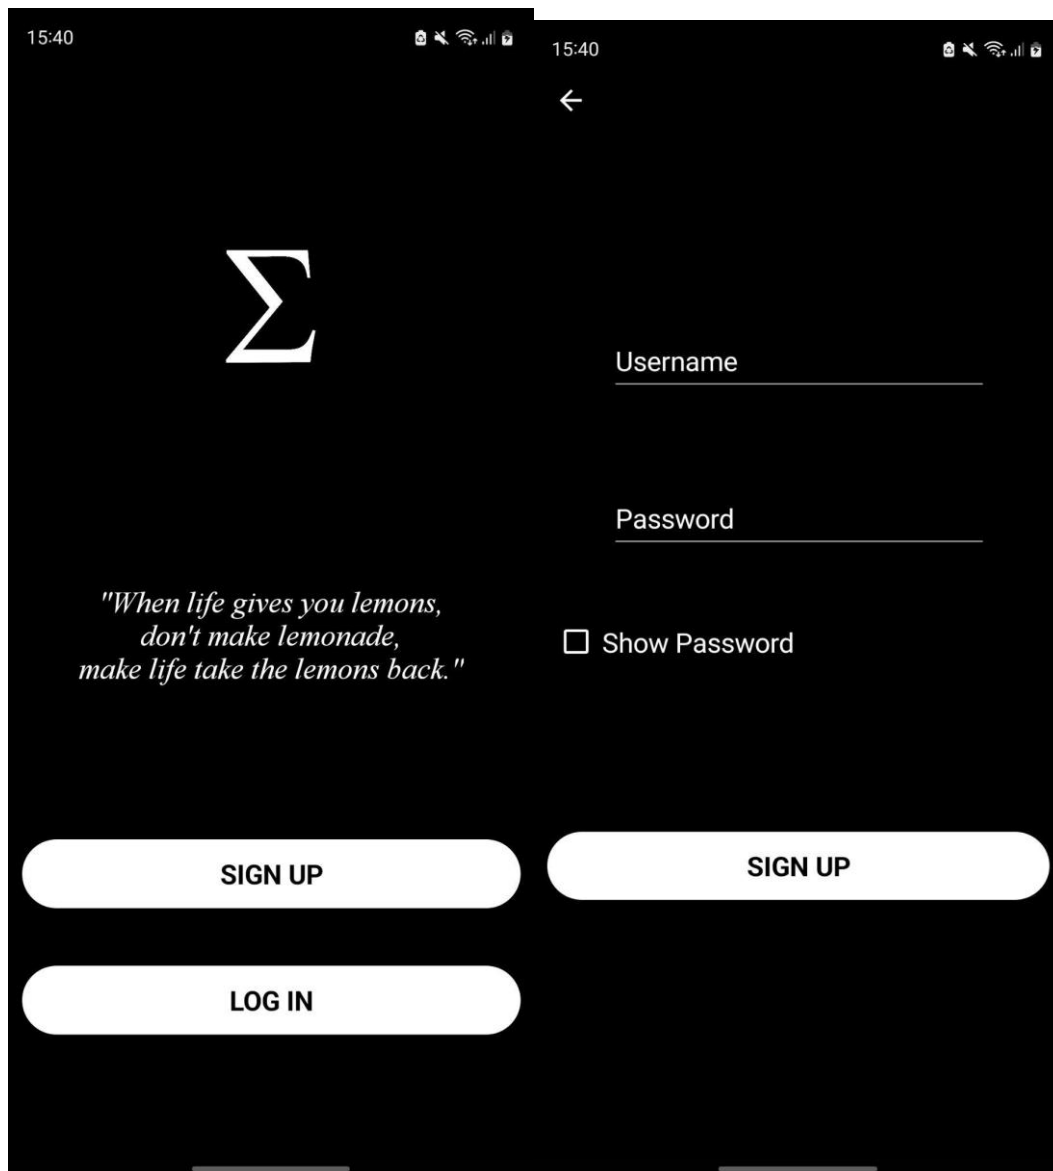 15:40
Σ
"When life gives you lemons,
don't make lemonade,
make life take the lemons back."
SIGN UP
LOG IN
15:40
Username
Password
Show Password
SIGN UP